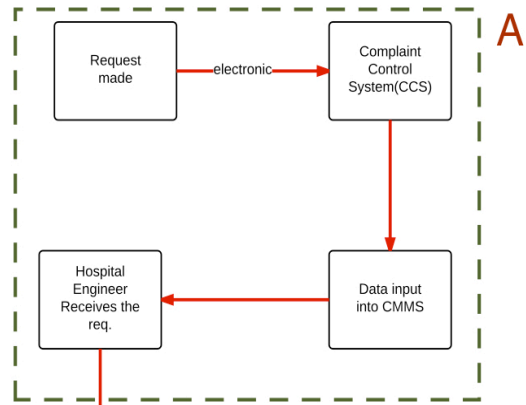 Request
made
electronic
Complaint
Control
System(CCS)
A
Hospital
Engineer
Receives the
req.
Data input
into CMMS